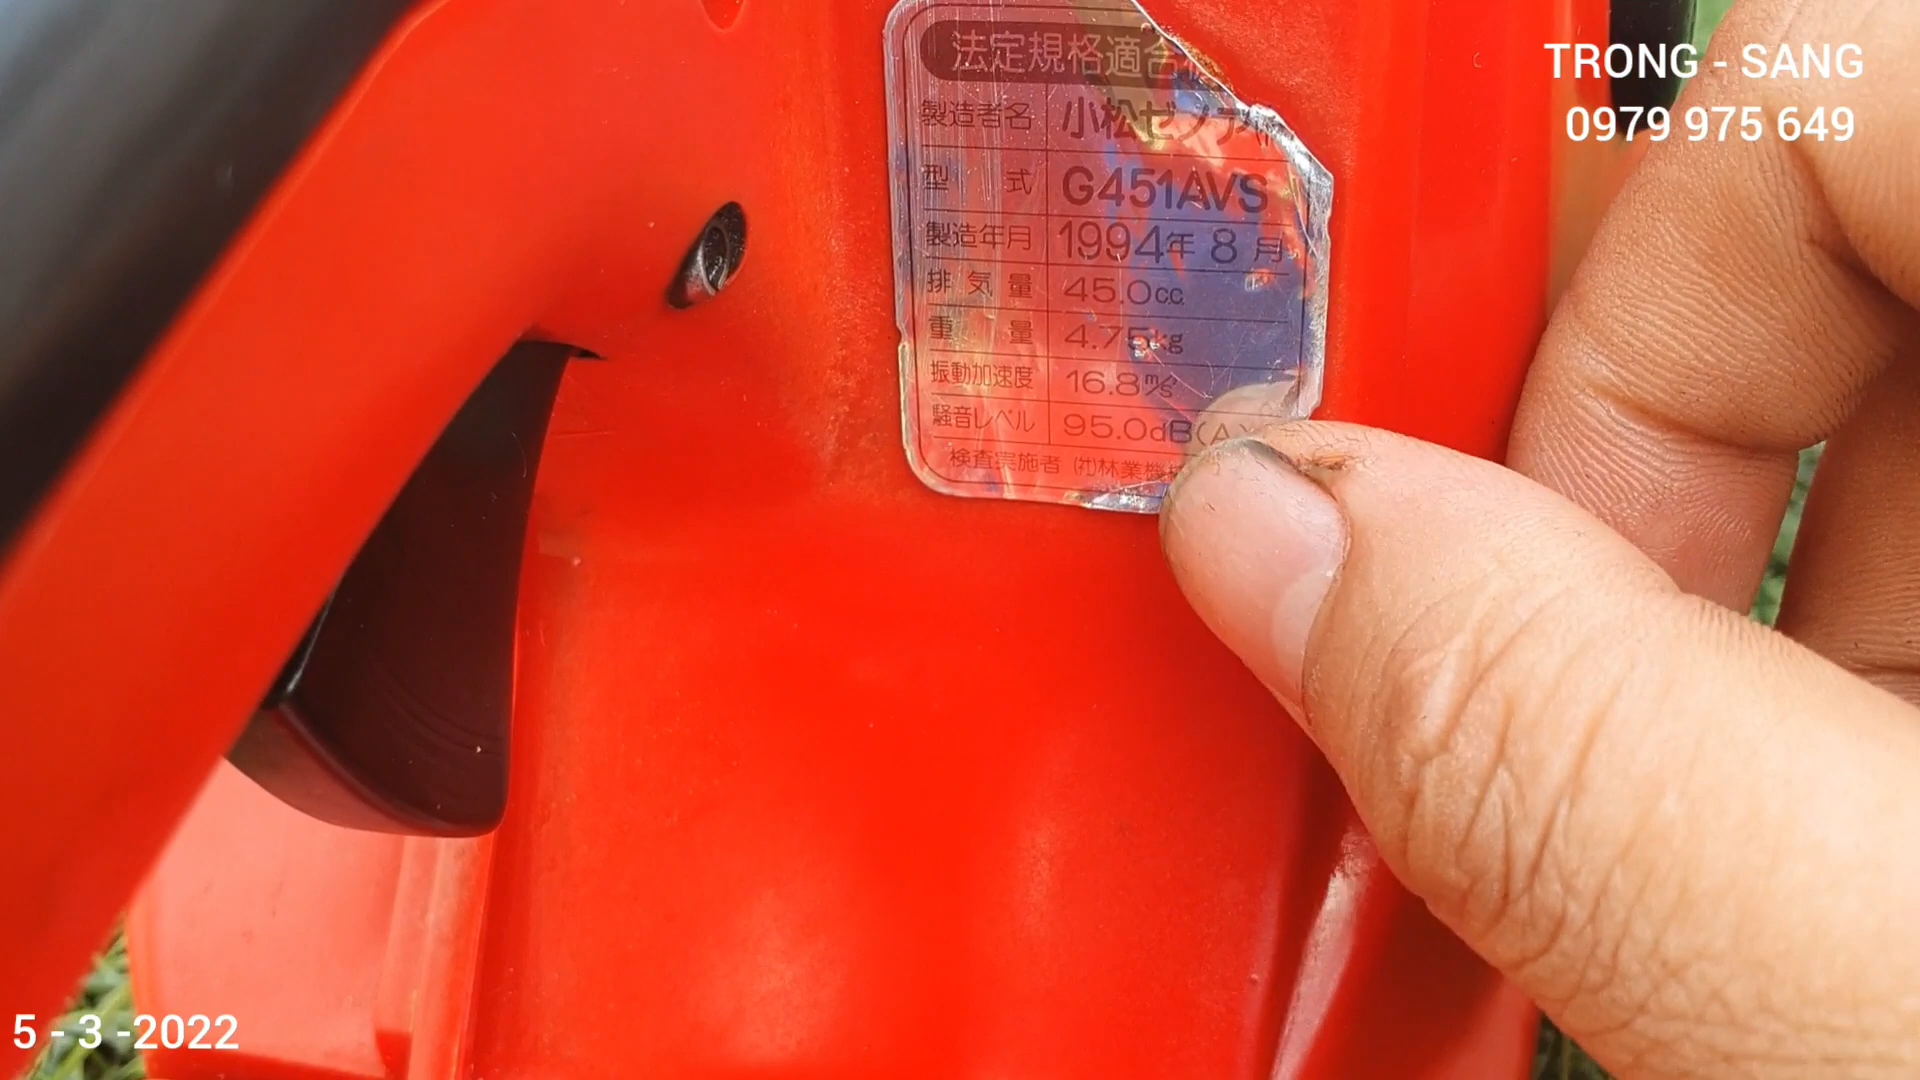 TRONG - SANG
0979 975 649
法定規格適合
製造者名 小松ゼノア
型 式 G451AVS
製造年月 1994年 8 月
排気量 45.0cc
重 量 4.75kg
振動加速度 16.8m/s²
騒音レベル 95.0dB(A)
検査実施者 (社)林業機
5 - 3 -2022